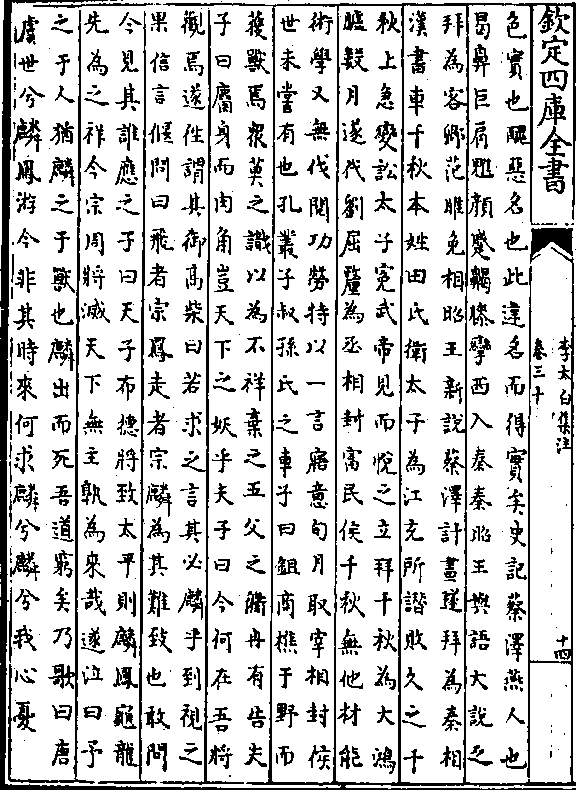 欽定四庫全書
李太白集注
卷三十
十四
色實也醜惡名也此違名而得實矣史記蔡澤燕人也
曷鼻巨肩魋顔蹙齃膝攣西入秦秦昭王與語大説之
拜為客卿范睢免相昭王新説蔡澤計畫遂拜為秦相
漢書車千秋本姓田氏衛太子為江充所譖敗久之千
秋上急變訟太子寃武帝見而悦之立拜千秋為大鴻
臚數月遂代劉屈氂為丞相封富民侯千秋無他材能
術學又無伐閱功勞特以一言寤意旬月取宰相封侯
世未嘗有也孔叢子叔孫氏之車子曰鉏商樵于野而
獲獸焉衆莫之識以為不祥棄之五父之衢冉有告夫
子曰麕身而肉角豈天下之妖乎夫子曰今何在吾將
觀焉遂往謂其御高柴曰若求之言其必麟乎到視之
果信言偃問曰飛者宗鳳走者宗麟為其難致也敢問
今見其誰應之子曰天子布德將致太平則麟鳳龜龍
先為之祥今宗周將滅天下無主孰為來哉遂泣曰予
之于人猶麟之于獸也麟出而死吾道窮矣乃歌曰唐
虞世兮麟鳳游今非其時來何求麟兮麟兮我心憂